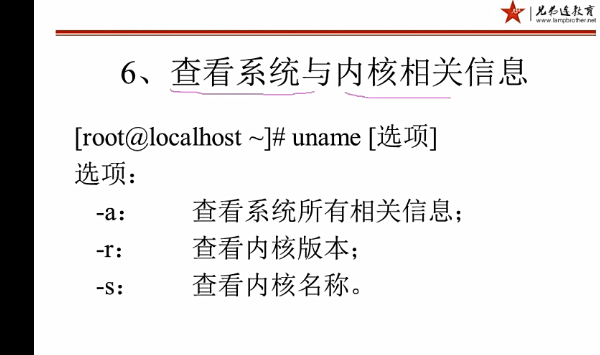 兄弟连教育
www.lampbrother.net
6、查看系统与内核相关信息
[root@localhost ~]# uname [选项]
选项：
-a： 查看系统所有相关信息；
-r： 查看内核版本；
-s： 查看内核名称。